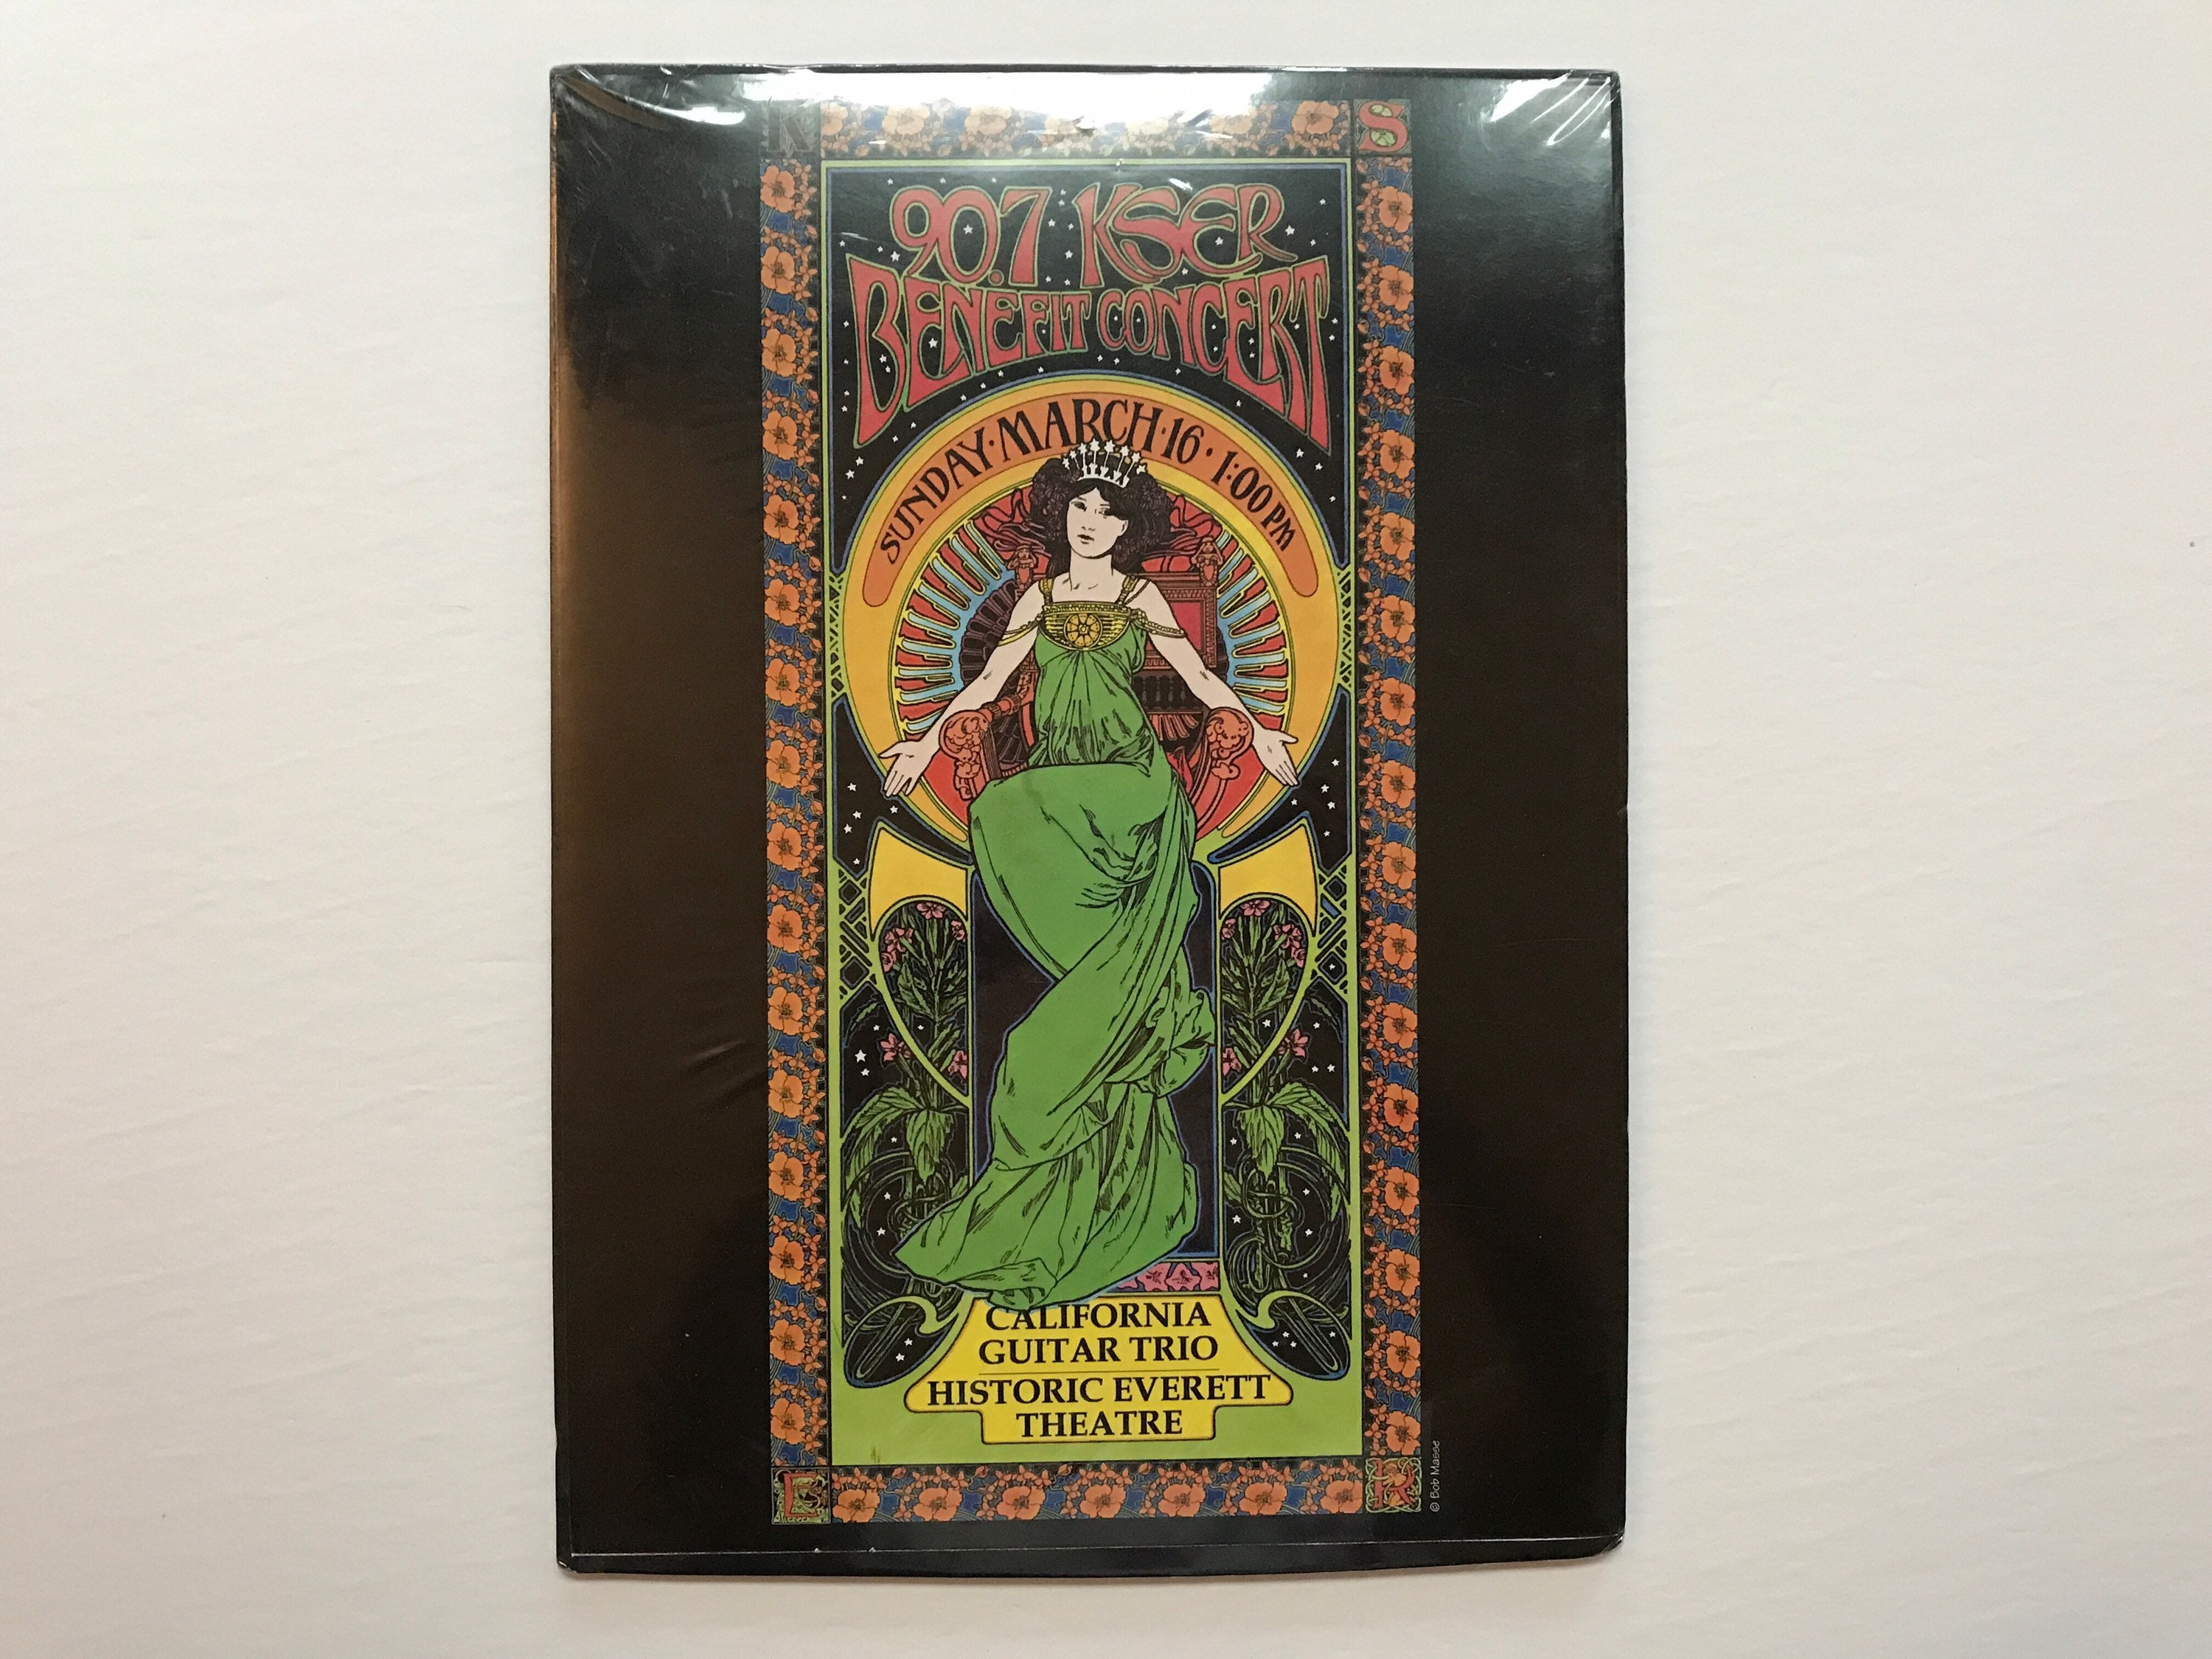 K S
90.7 KSER
BENEFIT CONCERT
SUNDAY·MARCH·16·1:00 PM
CALIFORNIA
GUITAR TRIO
HISTORIC EVERETT
THEATRE
E R
© Bob Masse